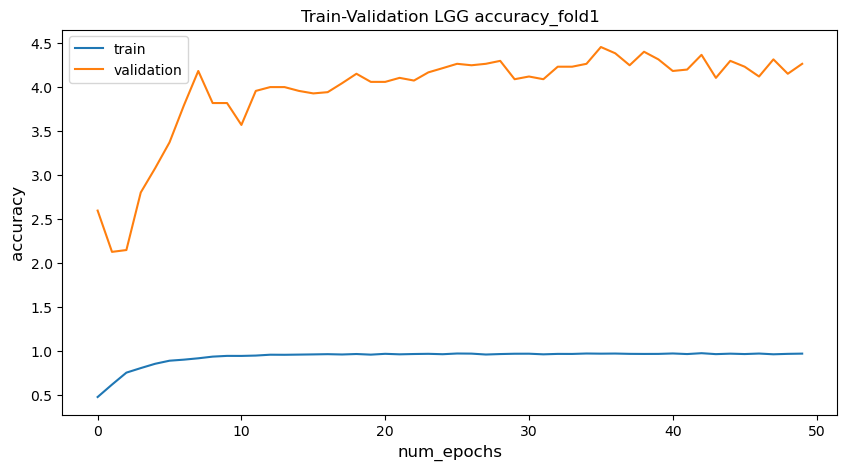 Train-Validation LGG accuracy_fold1
train
validation
accuracy
4.5
4.0
3.5
3.0
2.5
2.0
1.5
1.0
0.5
0 10 20 30 40 50
num_epochs